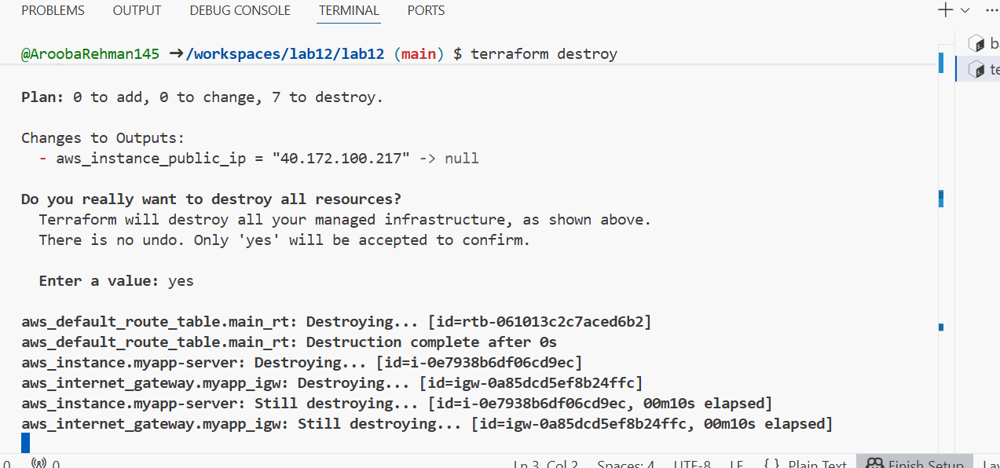 PROBLEMS OUTPUT DEBUG CONSOLE TERMINAL PORTS
@AroobaRehman145 ➜/workspaces/lab12/lab12 (main) $ terraform destroy
Plan: 0 to add, 0 to change, 7 to destroy.
Changes to Outputs:
- aws_instance_public_ip = "40.172.100.217" -> null
Do you really want to destroy all resources?
Terraform will destroy all your managed infrastructure, as shown above.
There is no undo. Only 'yes' will be accepted to confirm.
Enter a value: yes
aws_default_route_table.main_rt: Destroying... [id=rtb-061013c2c7aced6b2]
aws_default_route_table.main_rt: Destruction complete after 0s
aws_instance.myapp-server: Destroying... [id=i-0e7938b6df06cd9ec]
aws_internet_gateway.myapp_igw: Destroying... [id=igw-0a85dcd5ef8b24ffc]
aws_instance.myapp-server: Still destroying... [id=i-0e7938b6df06cd9ec, 00m10s elapsed]
aws_internet_gateway.myapp_igw: Still destroying... [id=igw-0a85dcd5ef8b24ffc, 00m10s elapsed]
0 0 Ln 3, Col 2 Spaces: 4 UTF-8 LF { } Plain Text Finish Setup